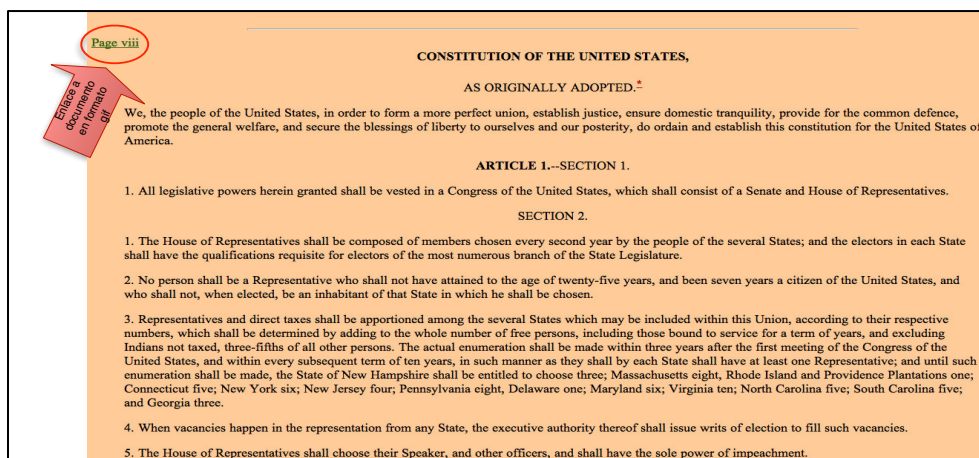 Page viii
Enlace a
documento
en formato
gif
CONSTITUTION OF THE UNITED STATES,
AS ORIGINALLY ADOPTED.*
We, the people of the United States, in order to form a more perfect union, establish justice, ensure domestic tranquility, provide for the common defence,
promote the general welfare, and secure the blessings of liberty to ourselves and our posterity, do ordain and establish this constitution for the United States of
America.
ARTICLE 1.--SECTION 1.
1. All legislative powers herein granted shall be vested in a Congress of the United States, which shall consist of a Senate and House of Representatives.
SECTION 2.
1. The House of Representatives shall be composed of members chosen every second year by the people of the several States; and the electors in each State
shall have the qualifications requisite for electors of the most numerous branch of the State Legislature.
2. No person shall be a Representative who shall not have attained to the age of twenty-five years, and been seven years a citizen of the United States, and
who shall not, when elected, be an inhabitant of that State in which he shall be chosen.
3. Representatives and direct taxes shall be apportioned among the several States which may be included within this Union, according to their respective
numbers, which shall be determined by adding to the whole number of free persons, including those bound to service for a term of years, and excluding
Indians not taxed, three-fifths of all other persons. The actual enumeration shall be made within three years after the first meeting of the Congress of the
United States, and within every subsequent term of ten years, in such manner as they shall by each State shall have at least one Representative; and until such
enumeration shall be made, the State of New Hampshire shall be entitled to choose three; Massachusetts eight, Rhode Island and Providence Plantations one;
Connecticut five; New York six; New Jersey four; Pennsylvania eight, Delaware one; Maryland six; Virginia ten; North Carolina five; South Carolina five;
and Georgia three.
4. When vacancies happen in the representation from any State, the executive authority thereof shall issue writs of election to fill such vacancies.
5. The House of Representatives shall choose their Speaker, and other officers, and shall have the sole power of impeachment.